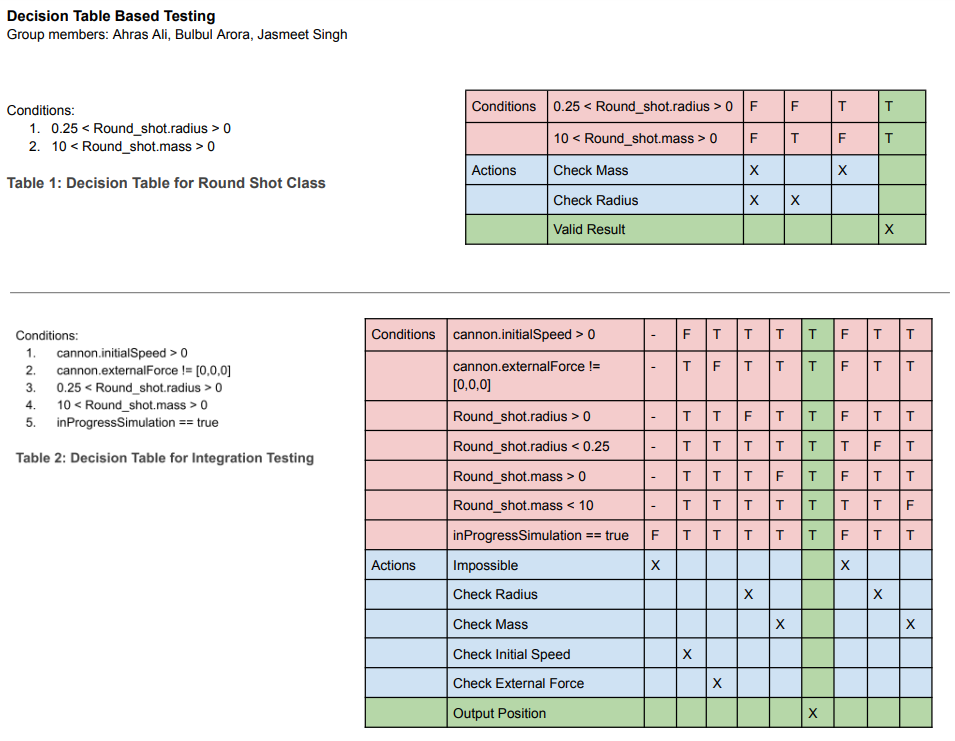 Decision Table Based Testing
Group members: Ahras Ali, Bulbul Arora, Jasmeet Singh
Conditions:
1. 0.25 < Round_shot.radius > 0
2. 10 < Round_shot.mass > 0
Table 1: Decision Table for Round Shot Class
Conditions 0.25 < Round_shot.radius > 0 F F T T
10 < Round_shot.mass > 0 F T F T
Actions Check Mass X X
Check Radius X X
Valid Result X
Conditions:
1. cannon.initialSpeed > 0
2. cannon.externalForce != [0,0,0]
3. 0.25 < Round_shot.radius > 0
4. 10 < Round_shot.mass > 0
5. inProgressSimulation == true
Table 2: Decision Table for Integration Testing
Conditions cannon.initialSpeed > 0 - F T T T T F T T
cannon.externalForce != - T F T T T F T T
[0,0,0]
Round_shot.radius > 0 - T T F T T F T T
Round_shot.radius < 0.25 - T T T T T T F T
Round_shot.mass > 0 - T T T F T F T T
Round_shot.mass < 10 - T T T T T T T F
inProgressSimulation == true F T T T T T F T T
Actions Impossible X X
Check Radius X X
Check Mass X X
Check Initial Speed X
Check External Force X
Output Position X